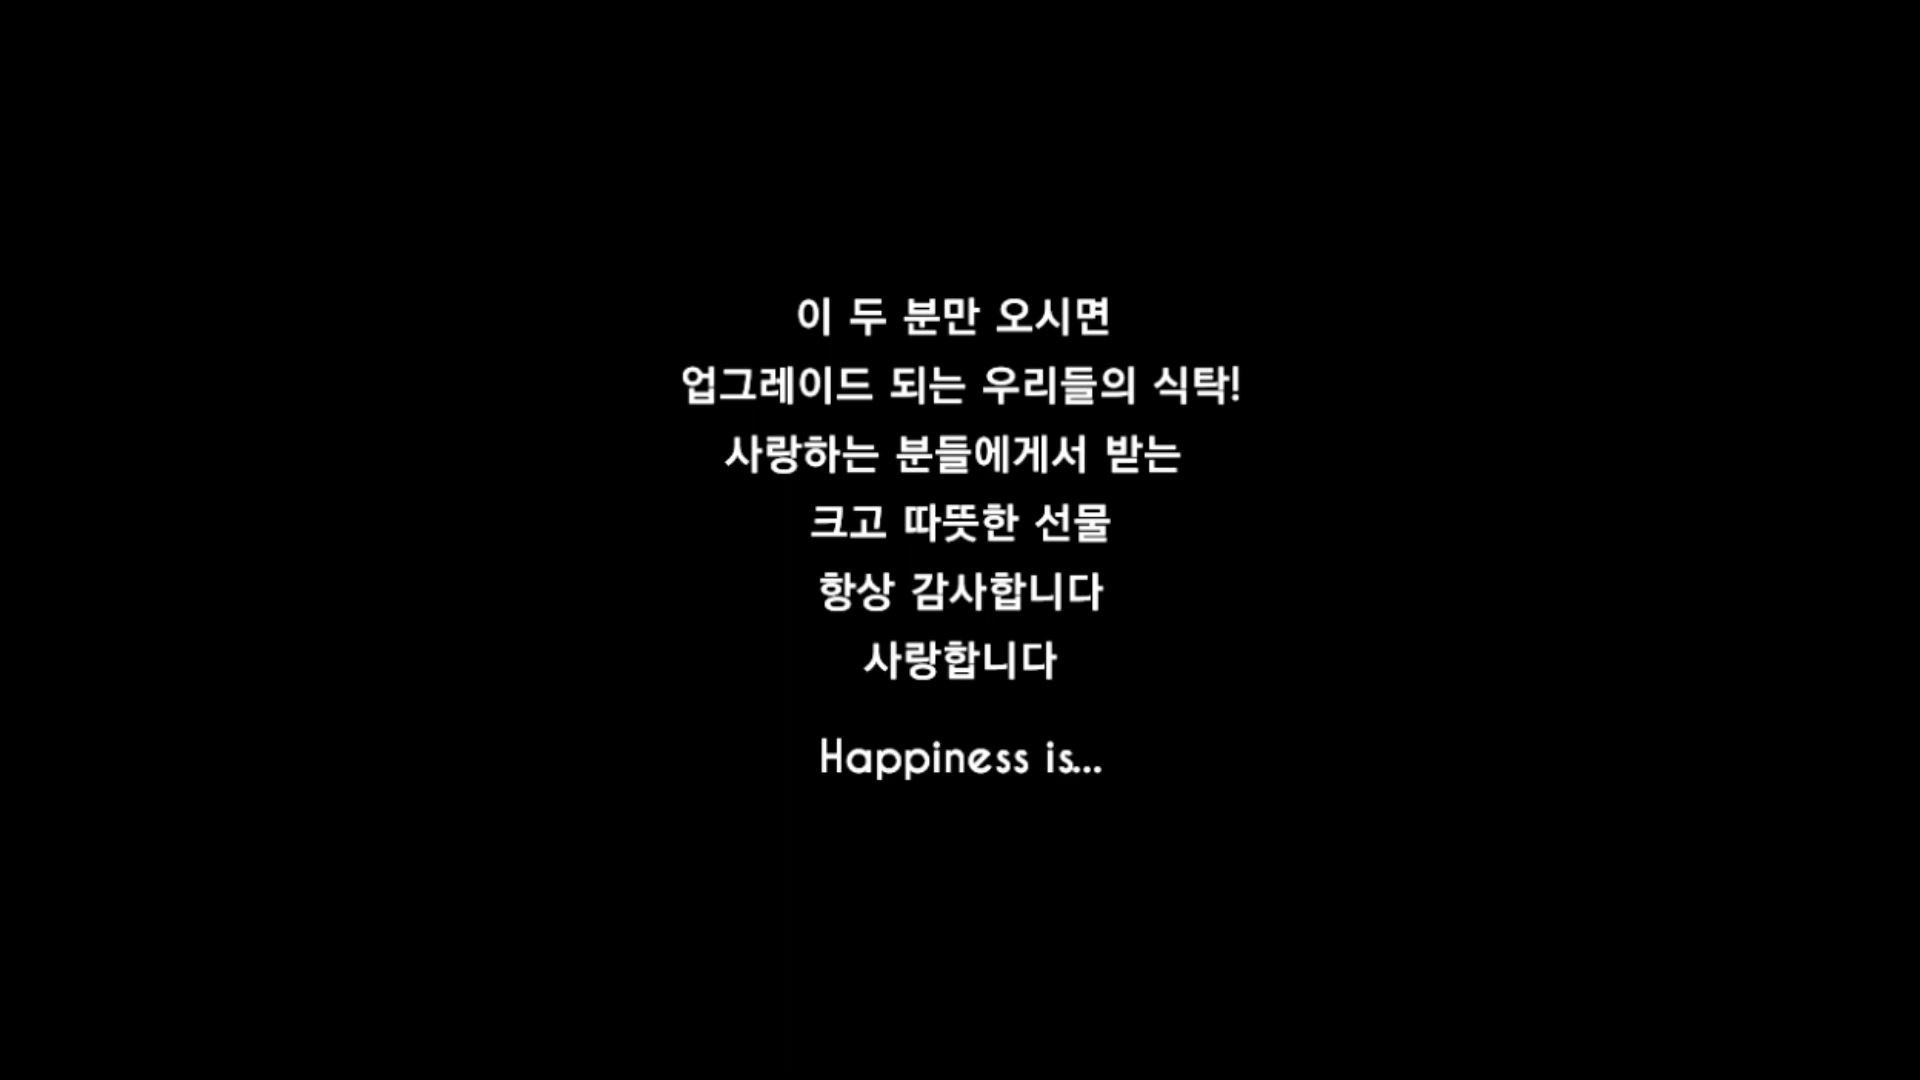 이 두 분만 오시면
업그레이드 되는 우리들의 식탁!
사랑하는 분들에게서 받는
크고 따뜻한 선물
항상 감사합니다
사랑합니다
Happiness is...